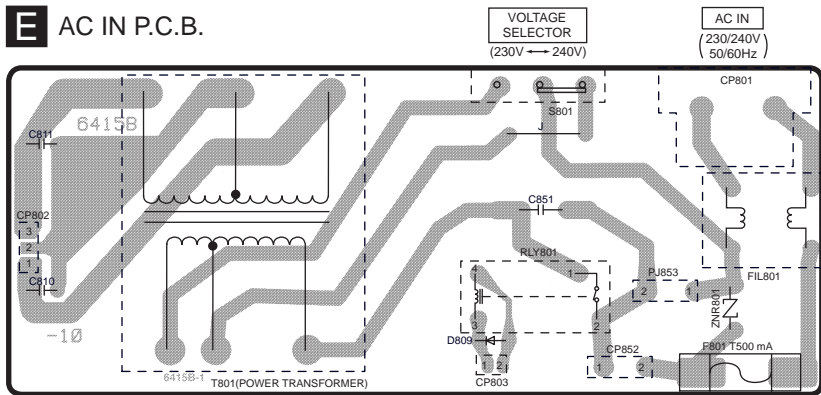 E AC IN P.C.B.
VOLTAGE
SELECTOR
(230V ↔ 240V)
AC IN
(230/240V
50/60Hz)
CP801
S801
6415B
C811
J
CP802
3
2
1
C851
RLY801
4
1
PJ853
FIL801
2
1
C810
ZNR801
3
2
-10
D809
CP852
F801 T500 mA
1
2
1
2
6415B-1
T801(POWER TRANSFORMER)
CP803